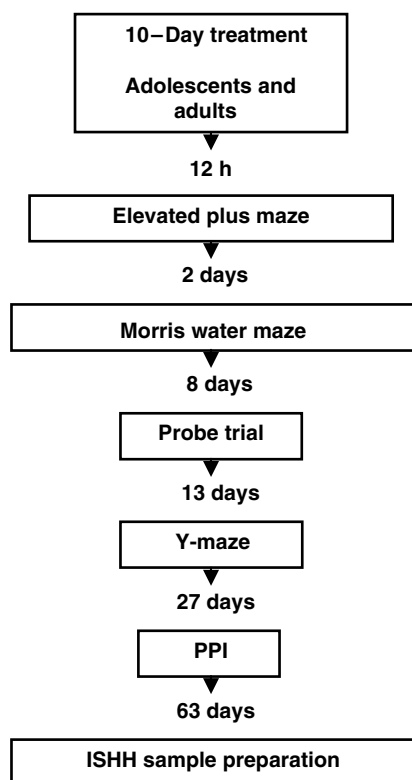 10–Day treatment
Adolescents and
adults
12 h
Elevated plus maze
2 days
Morris water maze
8 days
Probe trial
13 days
Y-maze
27 days
PPI
63 days
ISHH sample preparation